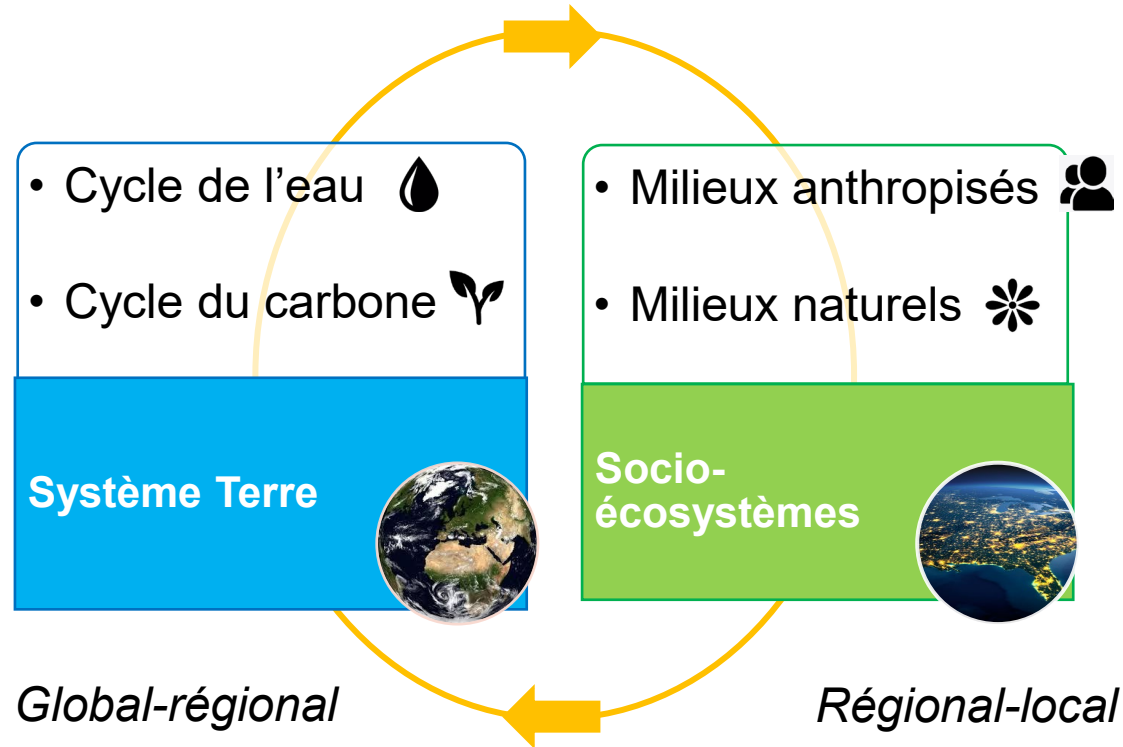 • Cycle de l’eau
• Cycle du carbone
Système Terre
Global-régional
• Milieux anthropisés
• Milieux naturels
Socio-
écosystèmes
Régional-local